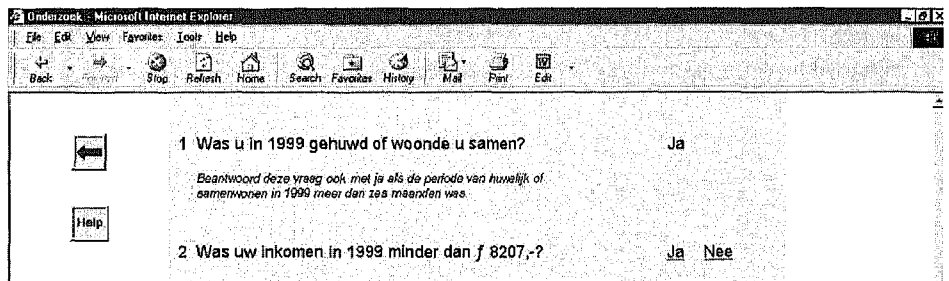 Onderzoek - Microsoft Internet Explorer
File Edit View Favorites Tools Help
Back Forward Stop Refresh Home Search Favorites History Mail Print Edit
1 Was u in 1999 gehuwd of woonde u samen? Ja
Beantwoord deze vraag ook met ja als de periode van huwelijk of
samenwonen in 1999 meer dan zes maanden was.
Help
2 Was uw inkomen in 1999 minder dan ƒ 8207,-? Ja Nee